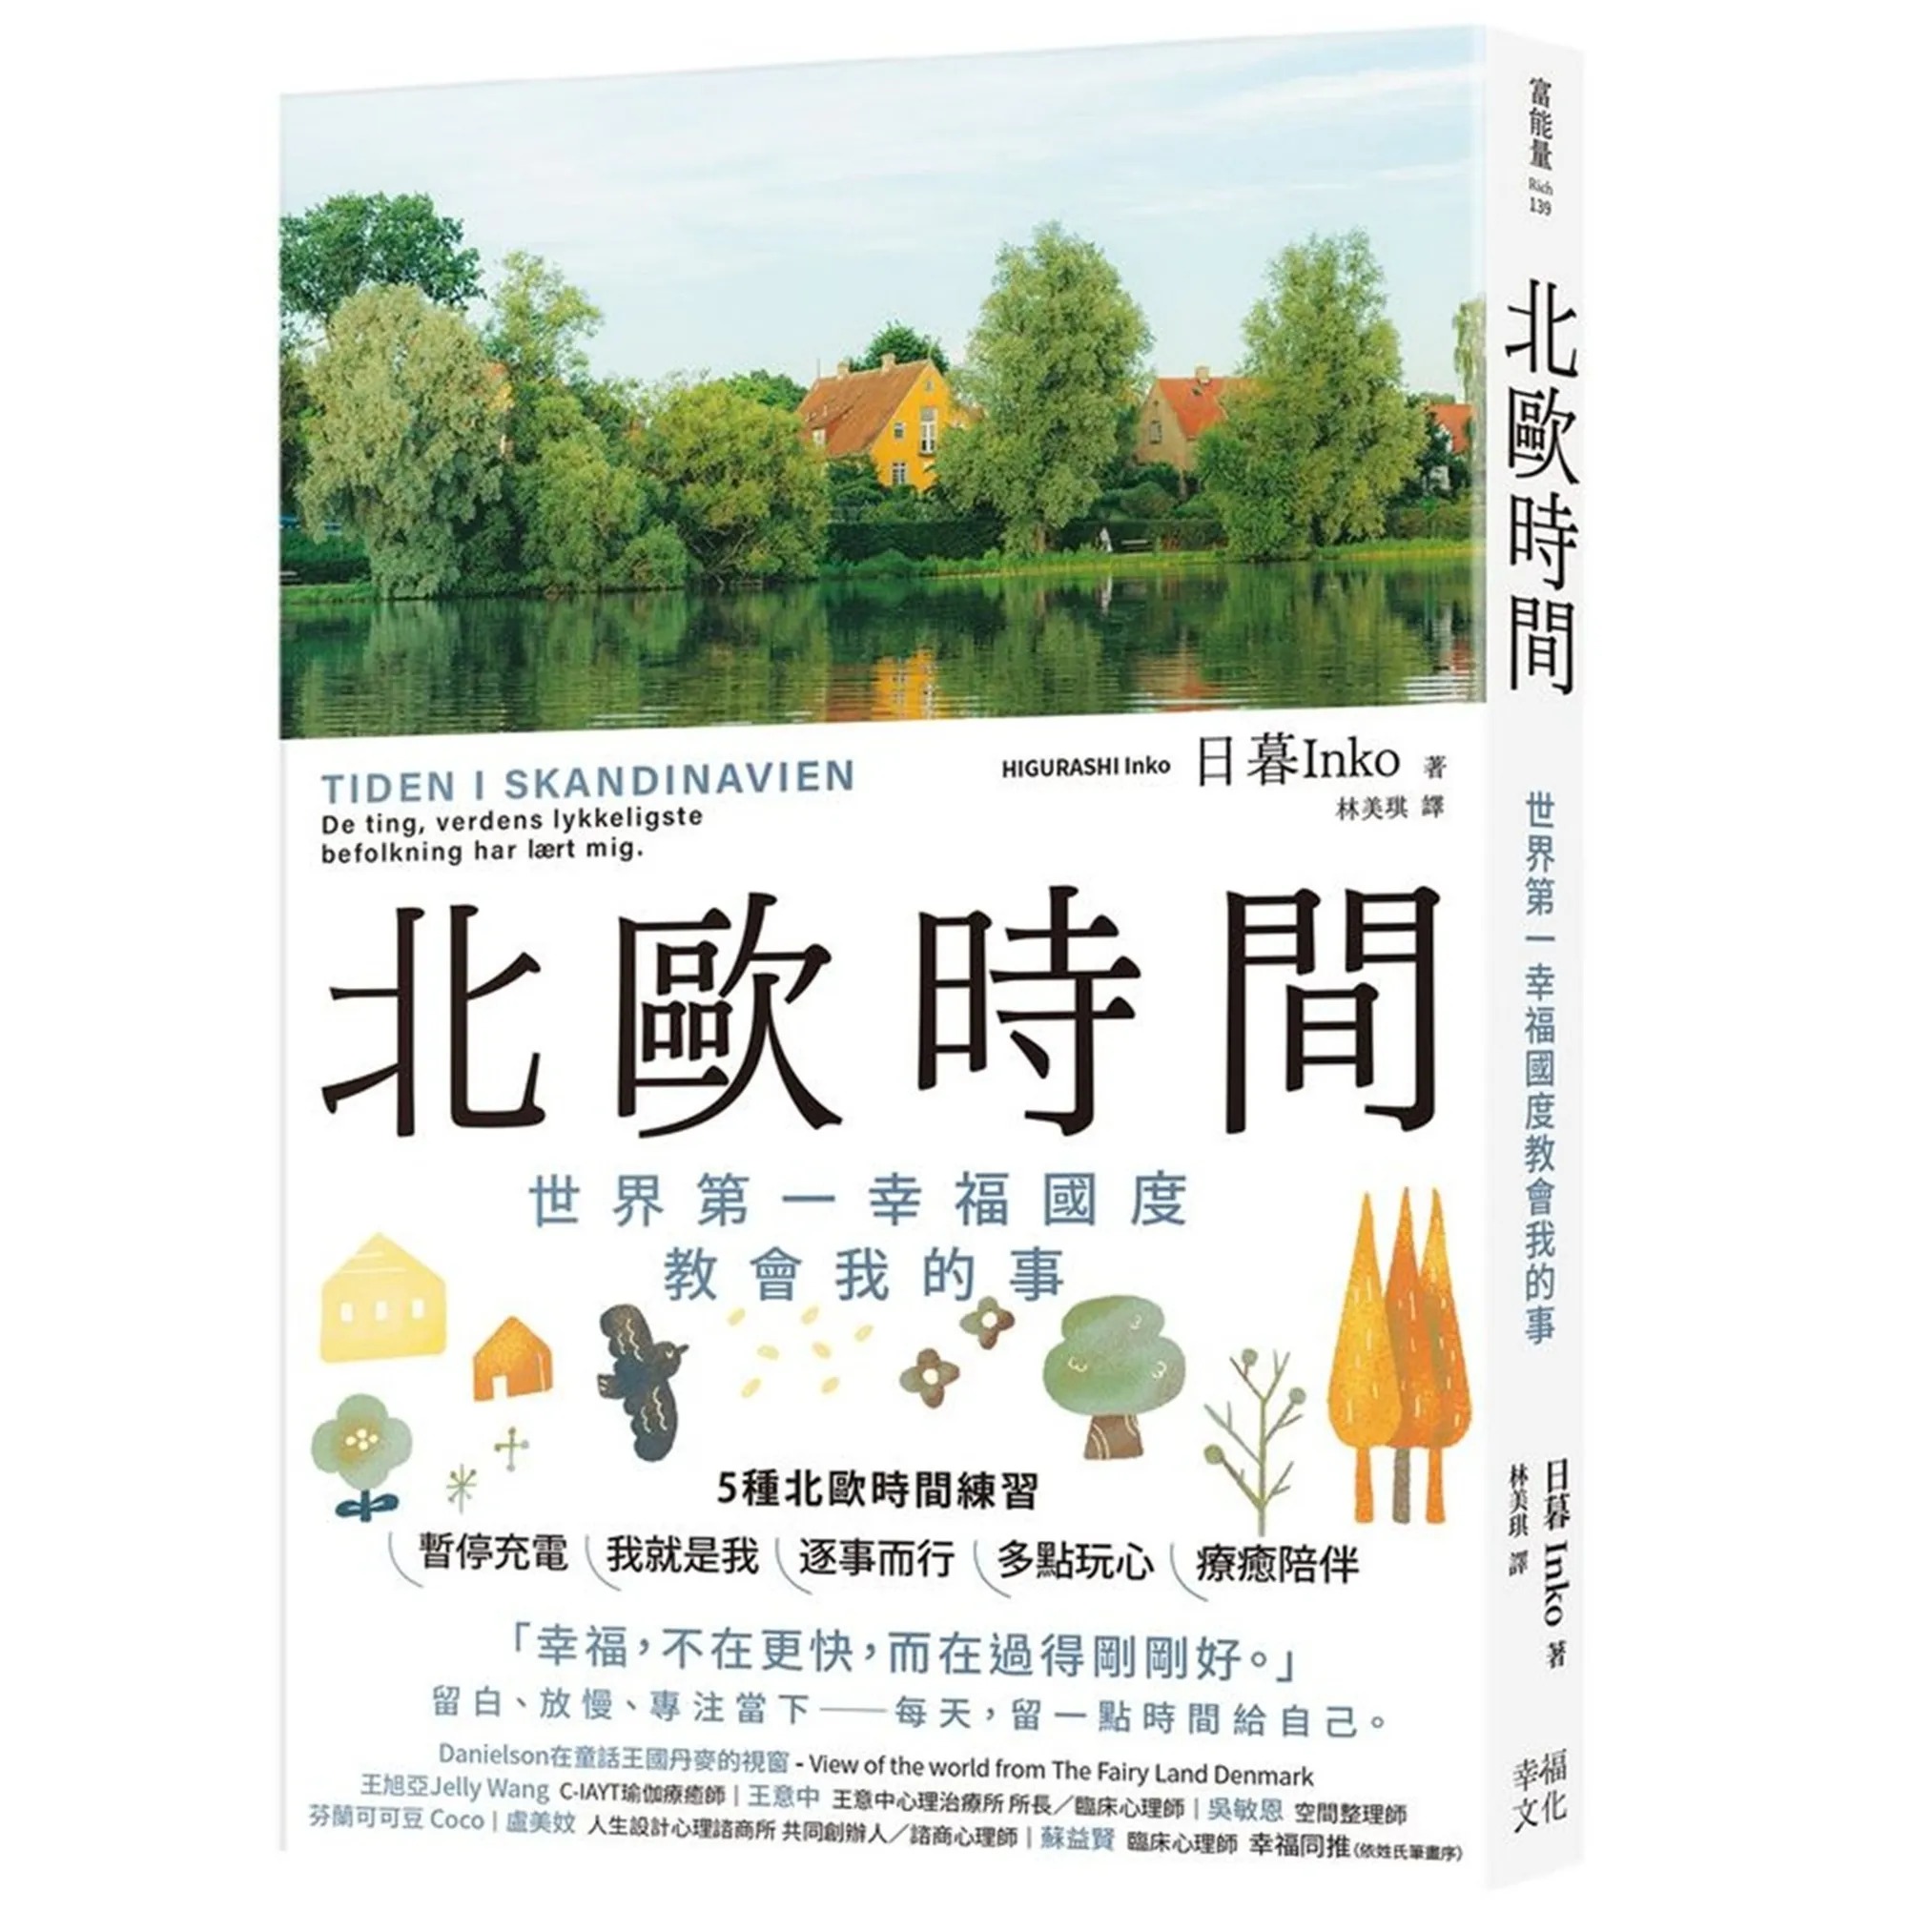 TIDEN I SKANDINAVIEN
De ting, verdens lykkeligste
befolkning har lært mig.
HIGURASHI Inko 日暮Inko 著
林美琪 譯
北歐時間
世界第一幸福國度
教會我的事
5種北歐時間練習
暫停充電 我就是我 逐事而行 多點玩心 療癒陪伴
「幸福,不在更快,而在過得剛剛好。」
留白、放慢、專注當下——每天,留一點時間給自己。
Danielson在童話王國丹麥的視窗 - View of the world from The Fairy Land Denmark
王旭亞Jelly Wang C-IAYT瑜伽療癒師|王意中 王意中心理治療所 所長／臨床心理師|吳敏恩 空間整理師
芬蘭可可豆 Coco|盧美妏 人生設計心理諮商所 共同創辦人／諮商心理師|蘇益賢 臨床心理師 幸福同推(依姓氏筆畫序)
富能量
Rich
139
北歐時間
世界第一幸福國度教會我的事
日暮 Inko 著
林美琪 譯
幸福
文化